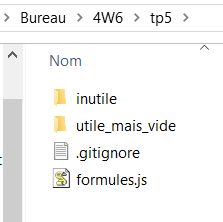 Bureau > 4W6 > tp5 >
Nom
inutile
utile_mais_vide
.gitignore
formules.js